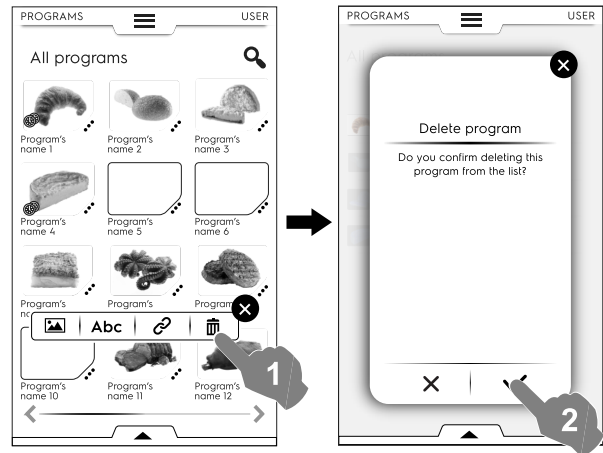 PROGRAMS USER
All programs
Program's
name 1
Program's
name 2
Program's
name 3
Program's
name 4
Program's
name 5
Program's
name 6
Program's
Program's
Program
Abc
1
Program's
name 10
Program's
name 11
Program's
name 12
PROGRAMS USER
Delete program
Do you confirm deleting this
program from the list?
2